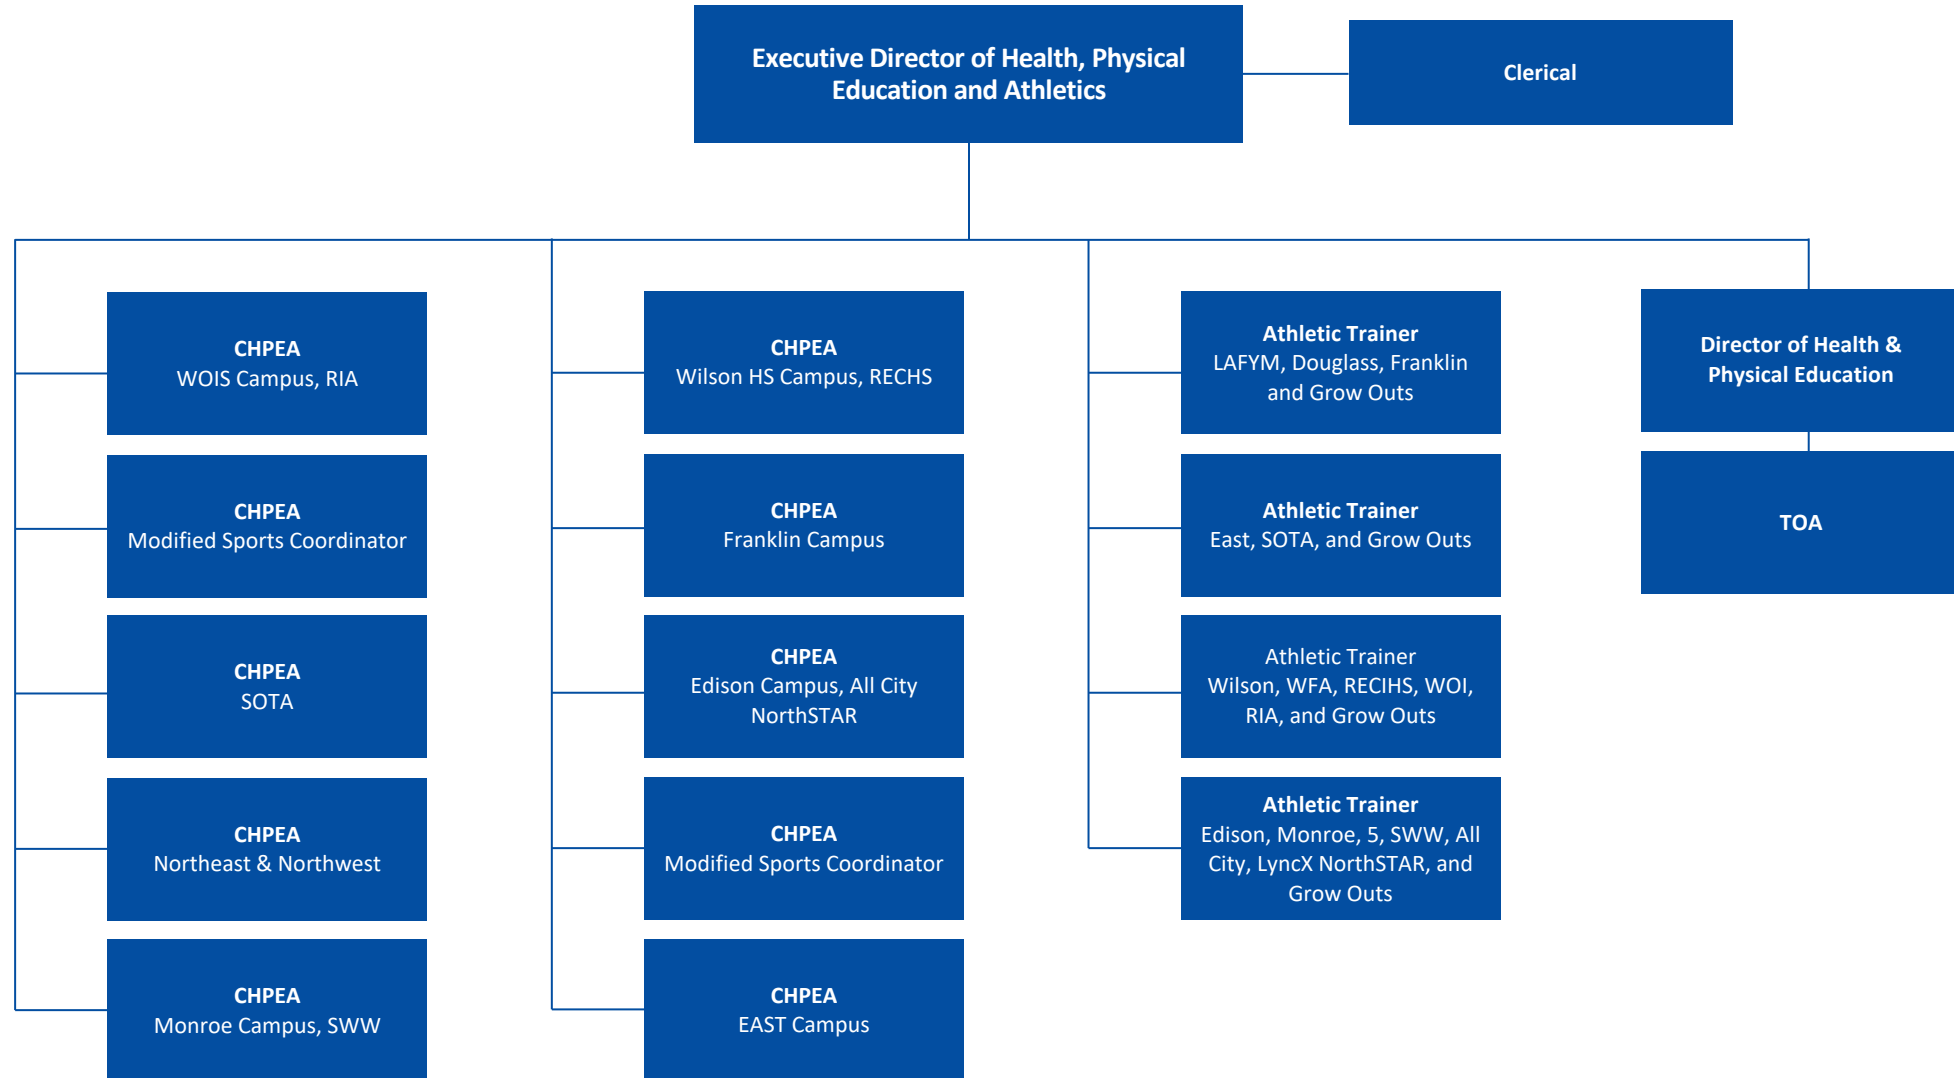 Executive Director of Health, Physical
Education and Athletics
Clerical
CHPEA
WOIS Campus, RIA
CHPEA
Modified Sports Coordinator
CHPEA
SOTA
CHPEA
Northeast & Northwest
CHPEA
Monroe Campus, SWW
CHPEA
Wilson HS Campus, RECHS
CHPEA
Franklin Campus
CHPEA
Edison Campus, All City
NorthSTAR
CHPEA
Modified Sports Coordinator
CHPEA
EAST Campus
Athletic Trainer
LAFYM, Douglass, Franklin
and Grow Outs
Athletic Trainer
East, SOTA, and Grow Outs
Athletic Trainer
Wilson, WFA, RECIHS, WOI,
RIA, and Grow Outs
Athletic Trainer
Edison, Monroe, 5, SWW, All
City, LyncX NorthSTAR, and
Grow Outs
Director of Health &
Physical Education
TOA